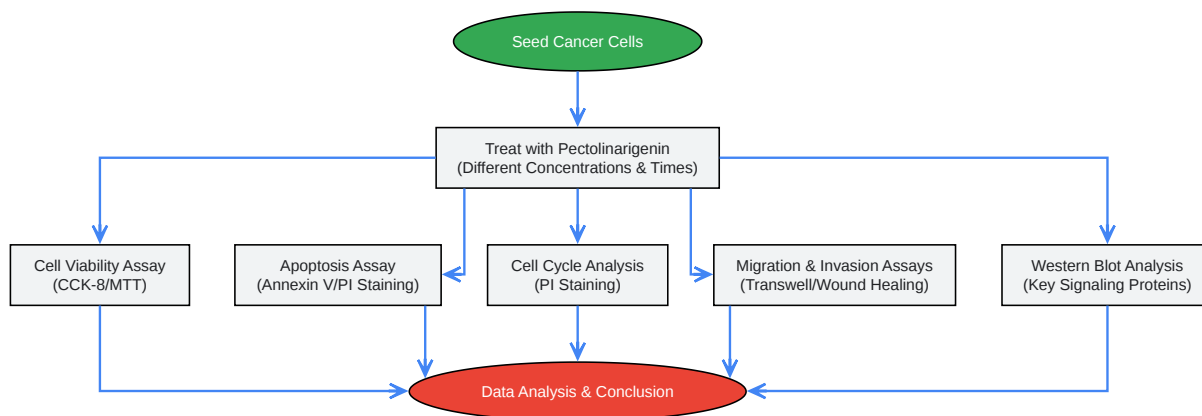 Seed Cancer Cells
Treat with Pectolinarigenin
(Different Concentrations & Times)
Cell Viability Assay
(CCK-8/MTT)
Apoptosis Assay
(Annexin V/PI Staining)
Cell Cycle Analysis
(PI Staining)
Migration & Invasion Assays
(Transwell/Wound Healing)
Western Blot Analysis
(Key Signaling Proteins)
Data Analysis & Conclusion